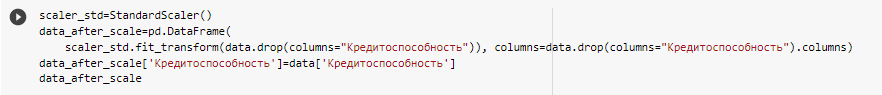 scaler_std=StandardScaler()
data_after_scale=pd.DataFrame(
    scaler_std.fit_transform(data.drop(columns="Кредитоспособность")), columns=data.drop(columns="Кредитоспособность").columns)
data_after_scale['Кредитоспособность']=data['Кредитоспособность']
data_after_scale